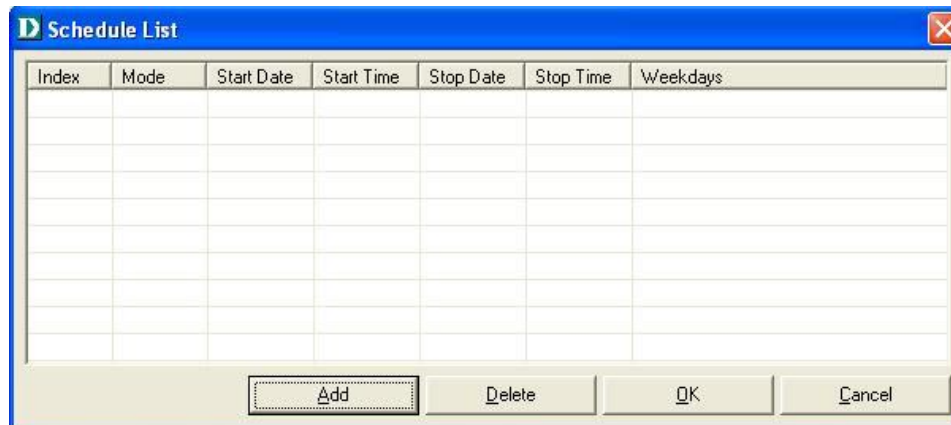 D Schedule List
Index Mode Start Date Start Time Stop Date Stop Time Weekdays
Add Delete OK Cancel